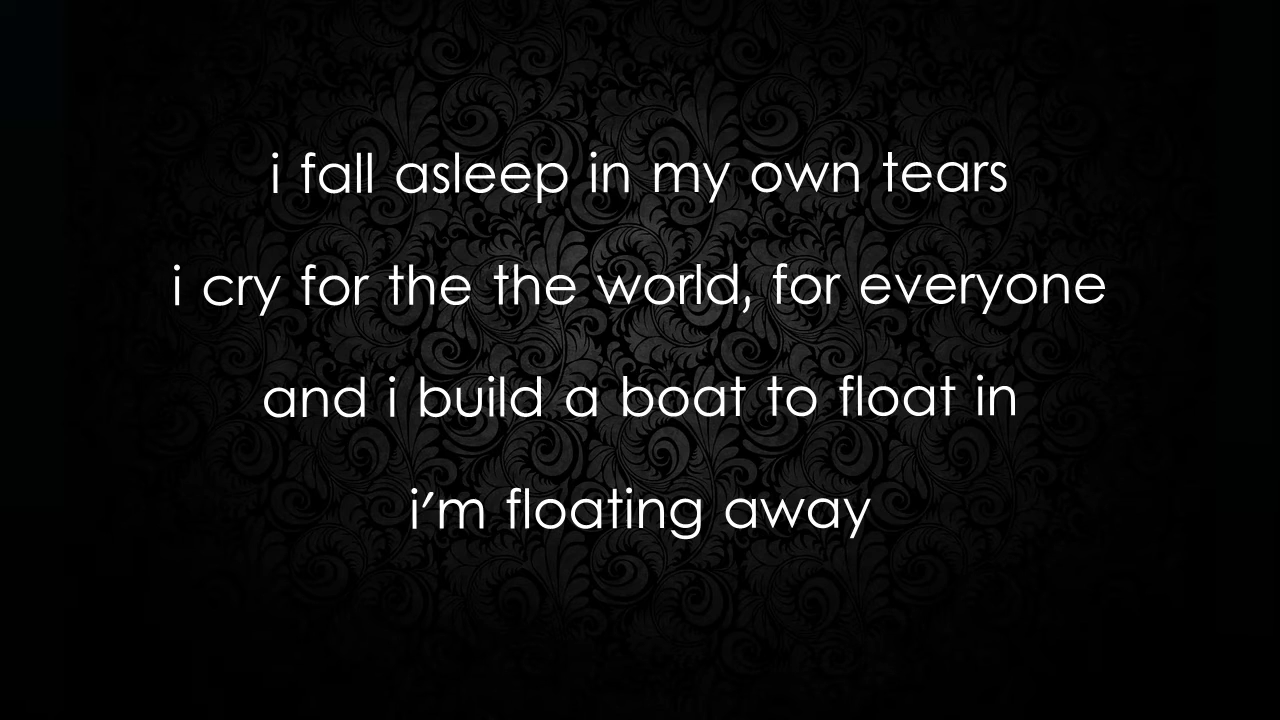 i fall asleep in my own tears
i cry for the the world, for everyone
and i build a boat to float in
i'm floating away